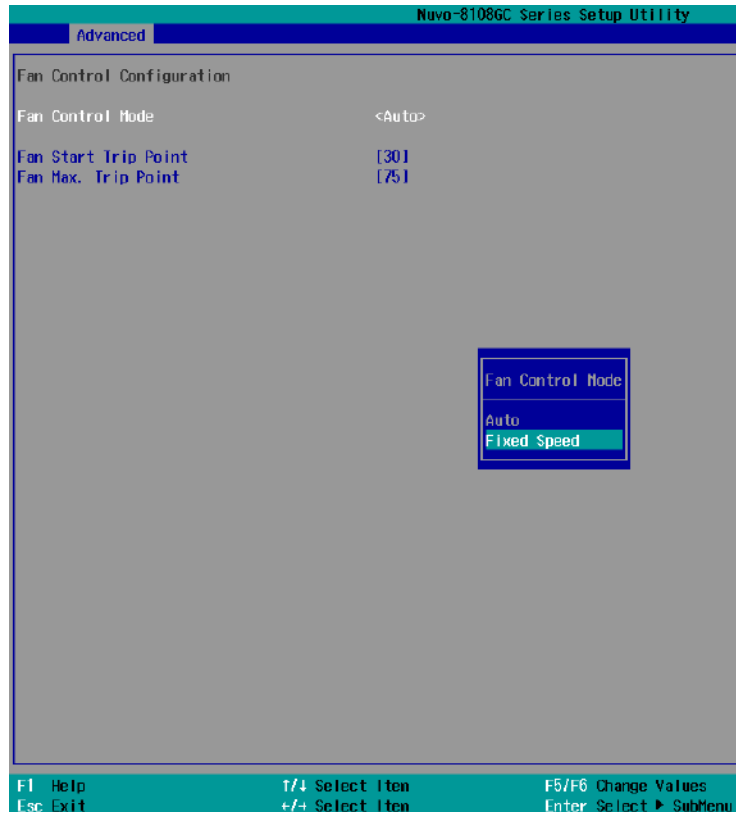 Nuvo-8108GC Series Setup Utility
Advanced
Fan Control Configuration
Fan Control Mode <Auto>
Fan Start Trip Point [30]
Fan Max. Trip Point [75]
Fan Control Mode
Auto
Fixed Speed
F1 Help ↑/↓ Select Item F5/F6 Change Values
Esc Exit ←/→ Select Item Enter Select ► SubMenu